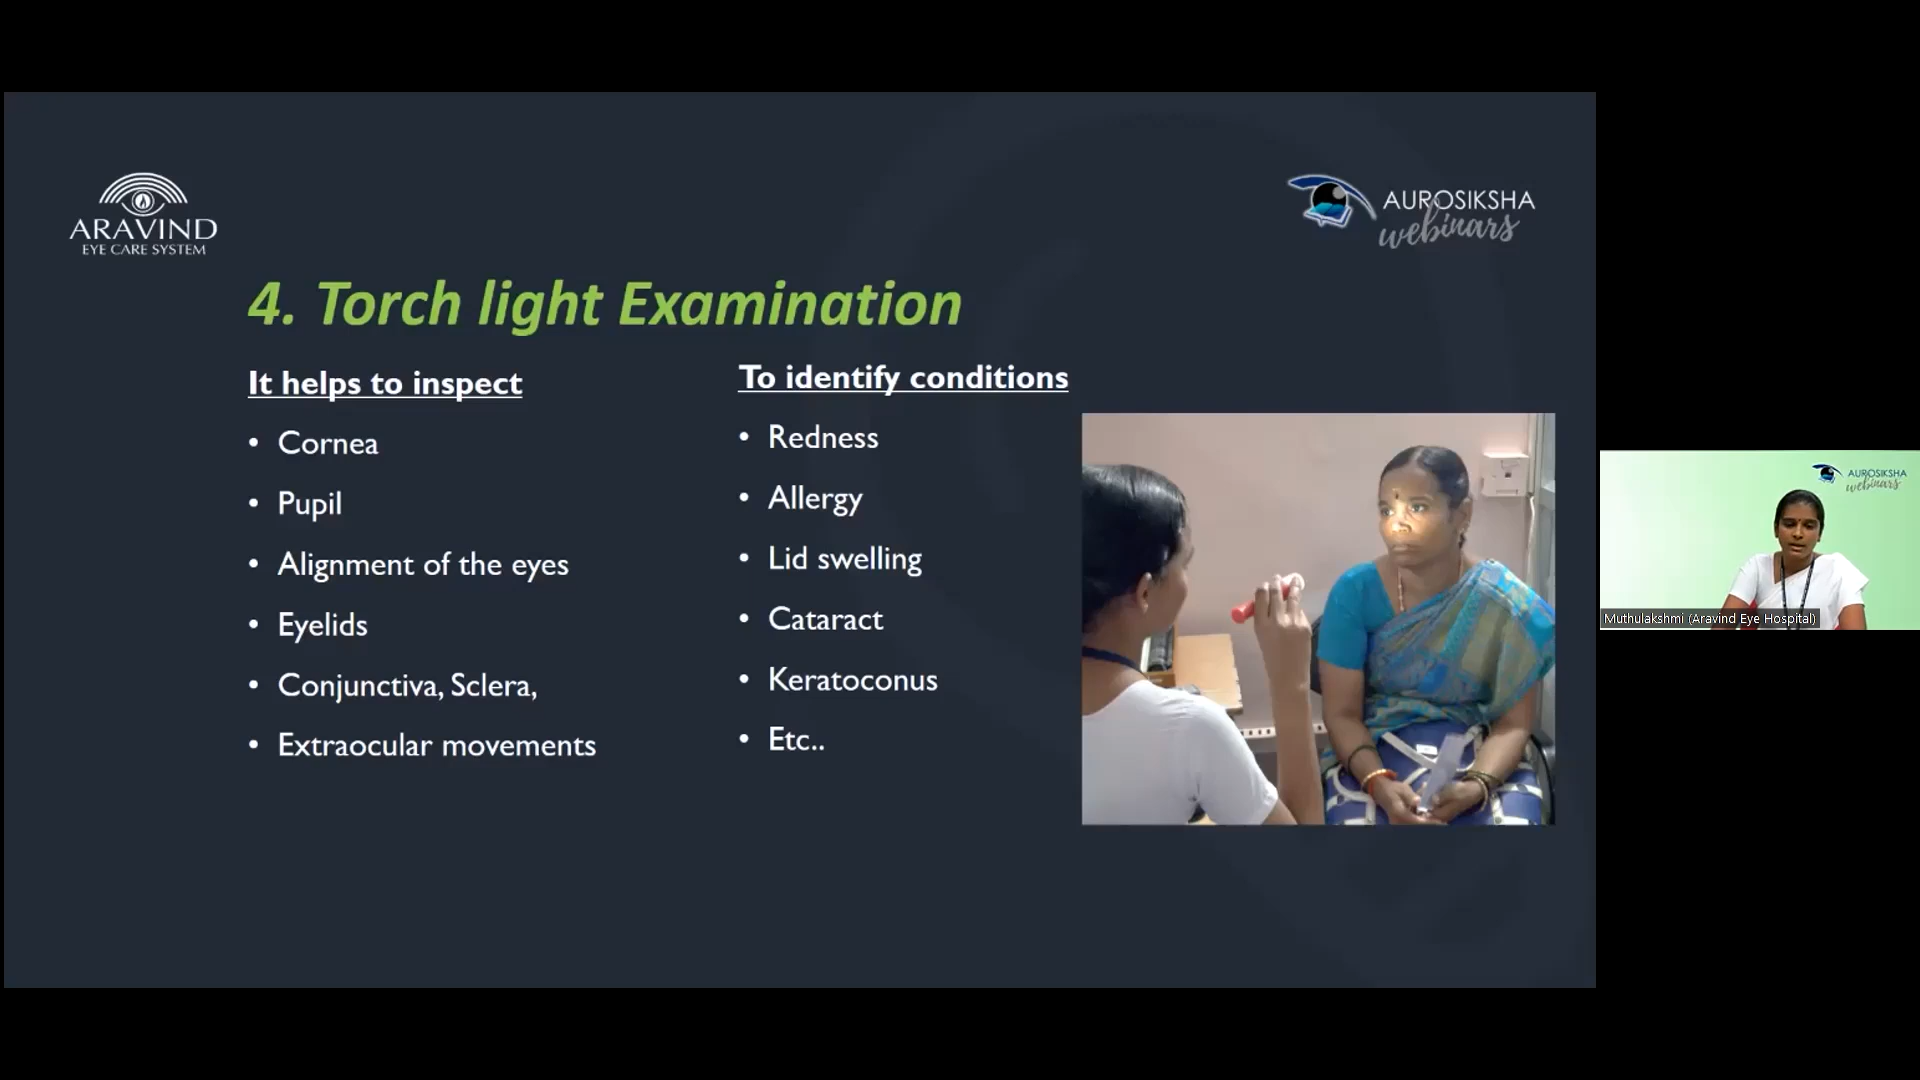 ARAVIND
EYE CARE SYSTEM
AUROSIKSHA
webinars
4. Torch light Examination
It helps to inspect
• Cornea
• Pupil
• Alignment of the eyes
• Eyelids
• Conjunctiva, Sclera,
• Extraocular movements
To identify conditions
• Redness
• Allergy
• Lid swelling
• Cataract
• Keratoconus
• Etc..
AUROSIKSHA
webinars
Muthulakshmi (Aravind Eye Hospital)